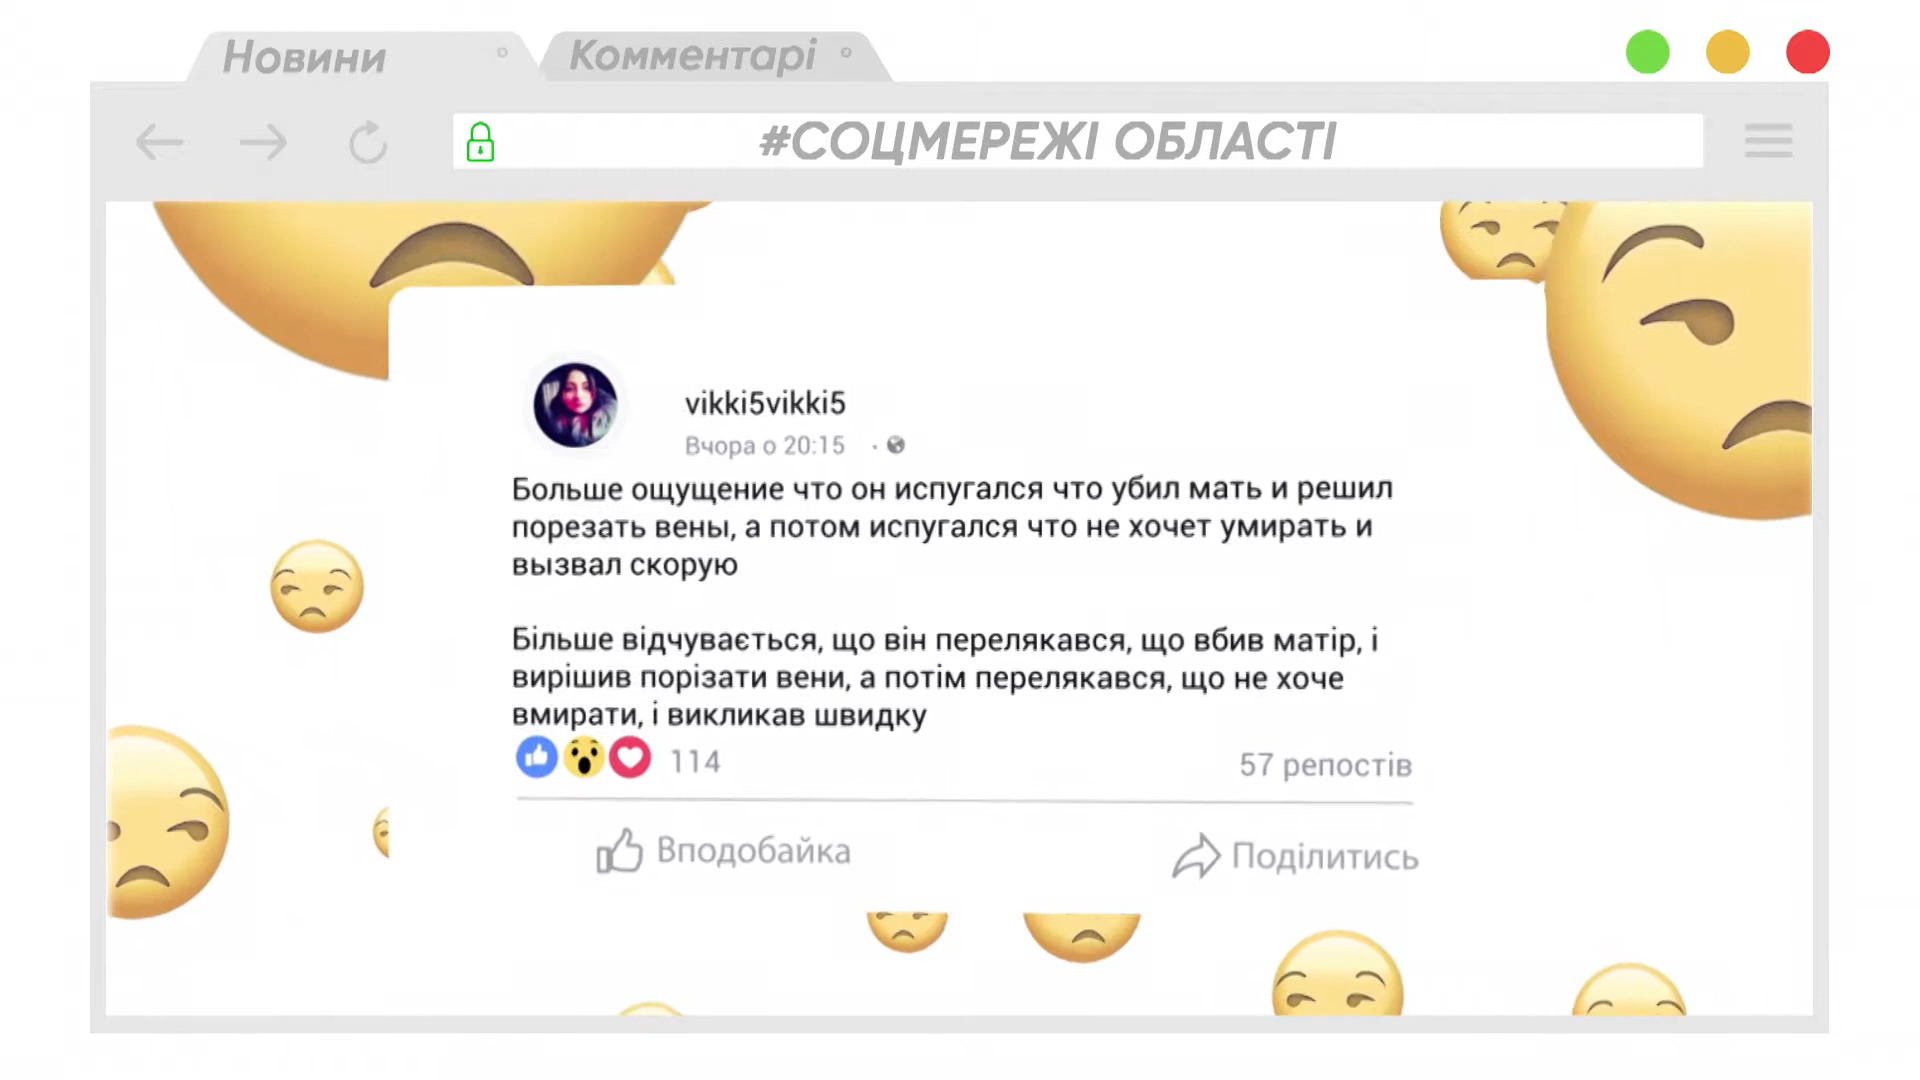 Новини
Комментарі
#СОЦМЕРЕЖІ ОБЛАСТІ
vikki5vikki5
Вчора о 20:15
Больше ощущение что он испугался что убил мать и решил
порезать вены, а потом испугался что не хочет умирать и
вызвал скорую
Більше відчувається, що він перелякався, що вбив матір, і
вирішив порізати вени, а потім перелякався, що не хоче
вмирати, і викликав швидку
114
57 репостів
Вподобайка
Поділитись